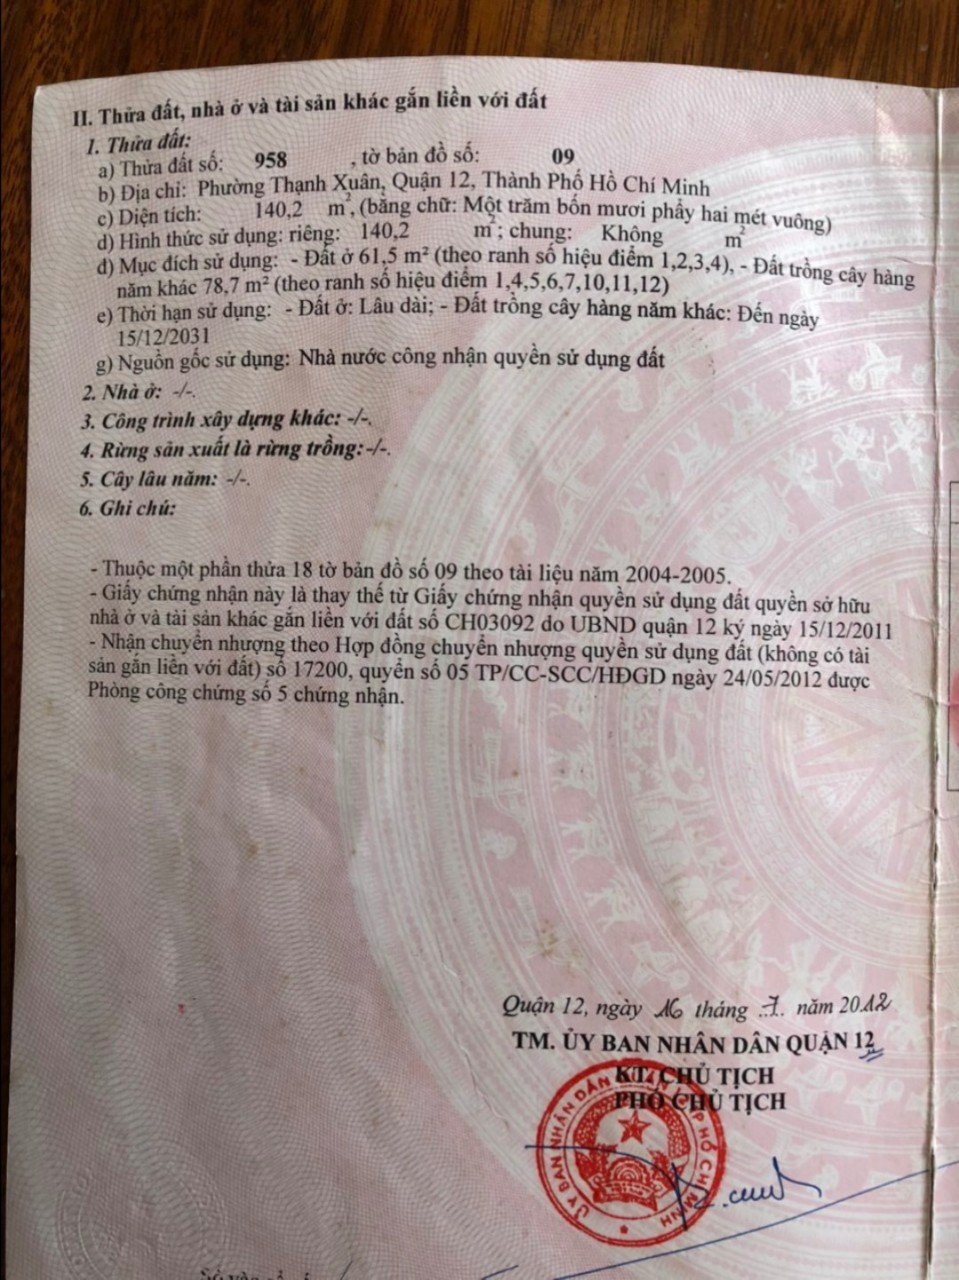 II. Thửa đất, nhà ở và tài sản khác gắn liền với đất
1. Thửa đất:
a) Thửa đất số: 958 , tờ bản đồ số: 09
b) Địa chỉ: Phường Thạnh Xuân, Quận 12, Thành Phố Hồ Chí Minh
c) Diện tích: 140,2 m², (bằng chữ: Một trăm bốn mươi phẩy hai mét vuông)
d) Hình thức sử dụng: riêng: 140,2 m²; chung: Không m²
đ) Mục đích sử dụng: - Đất ở 61,5 m² (theo ranh số hiệu điểm 1,2,3,4), - Đất trồng cây hàng
năm khác 78,7 m² (theo ranh số hiệu điểm 1,4,5,6,7,10,11,12)
e) Thời hạn sử dụng: - Đất ở: Lâu dài; - Đất trồng cây hàng năm khác: Đến ngày
15/12/2031
g) Nguồn gốc sử dụng: Nhà nước công nhận quyền sử dụng đất
2. Nhà ở: -/-.
3. Công trình xây dựng khác: -/-.
4. Rừng sản xuất là rừng trồng: -/-.
5. Cây lâu năm: -/-.
6. Ghi chú:
- Thuộc một phần thửa 18 tờ bản đồ số 09 theo tài liệu năm 2004-2005.
- Giấy chứng nhận này là thay thế từ Giấy chứng nhận quyền sử dụng đất quyền sở hữu
nhà ở và tài sản khác gắn liền với đất số CH03092 do UBND quận 12 ký ngày 15/12/2011
- Nhận chuyển nhượng theo Hợp đồng chuyển nhượng quyền sử dụng đất (không có tài
sản gắn liền với đất) số 17200, quyển số 05 TP/CC-SCC/HĐGD ngày 24/05/2012 được
Phòng công chứng số 5 chứng nhận.
Quận 12, ngày 16 tháng .7. năm 2012
TM. ỦY BAN NHÂN DÂN QUẬN 12
KT. CHỦ TỊCH
PHÓ CHỦ TỊCH
ỦY BAN NHÂN DÂN QUẬN 12 TP HỒ CHÍ MINH